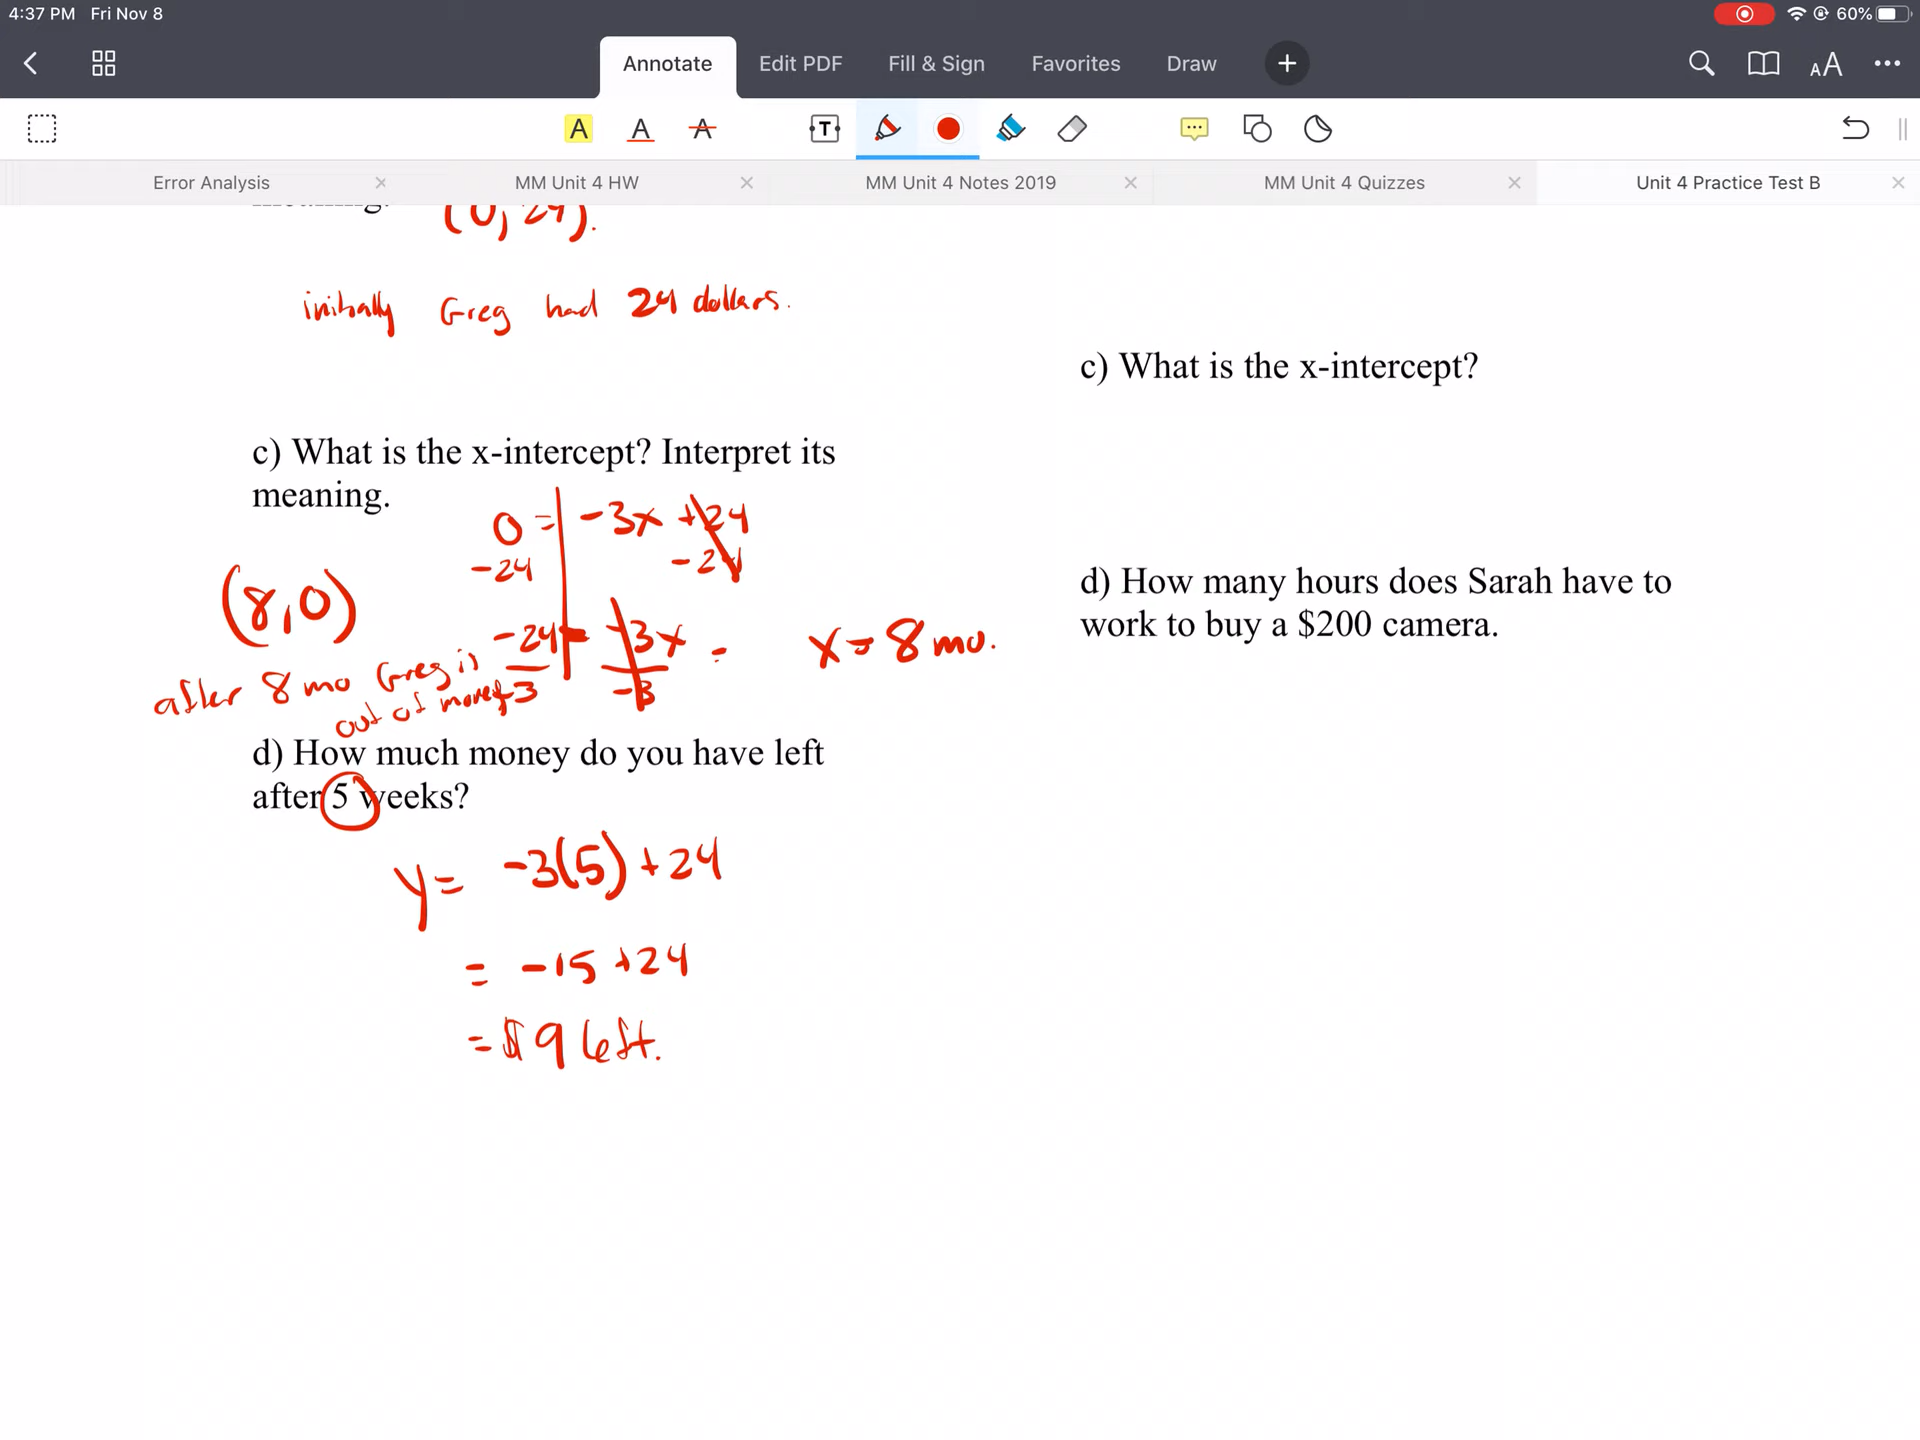 4:37 PM Fri Nov 8
60%
Annotate
Edit PDF
Fill & Sign
Favorites
Draw
AA
A A A T
Error Analysis
MM Unit 4 HW
MM Unit 4 Notes 2019
MM Unit 4 Quizzes
Unit 4 Practice Test B
(0, 24).
initially Greg had 24 dollars.
c) What is the x-intercept? Interpret its
meaning.
0 = -3x + 24
-24 -24
(8,0)
-24 = -3x =
-3 -3
x = 8 mo.
after 8 mo Greg is
out of money
d) How much money do you have left
after 5 weeks?
y = -3(5) + 24
= -15 + 24
= $9 left.
c) What is the x-intercept?
d) How many hours does Sarah have to
work to buy a $200 camera.